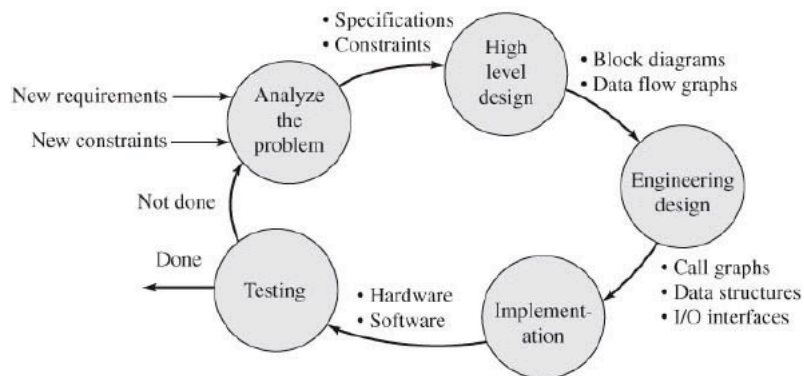 • Specifications
• Constraints
High
level
design
• Block diagrams
• Data flow graphs
New requirements
New constraints
Analyze
the
problem
Engineering
design
Not done
Done
Testing
• Hardware
• Software
Implement-
ation
• Call graphs
• Data structures
• I/O interfaces